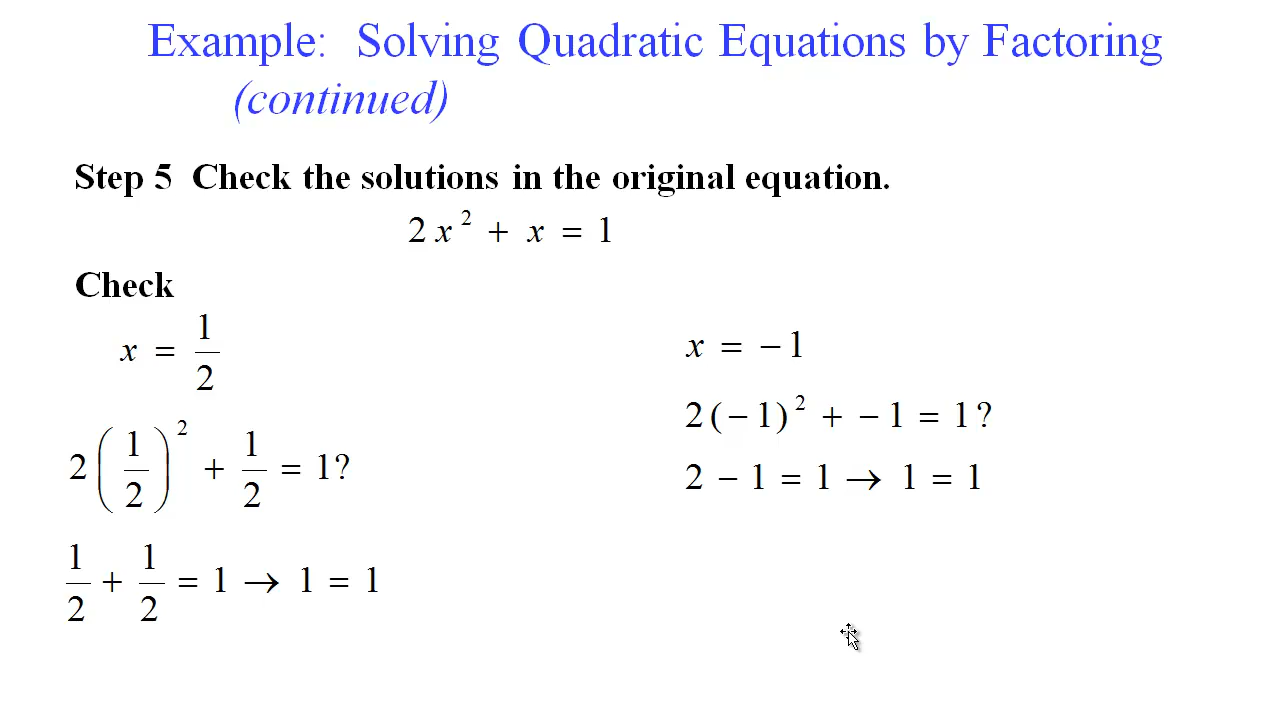 Example: Solving Quadratic Equations by Factoring
(continued)
Step 5 Check the solutions in the original equation.
2x² + x = 1
Check
x = 1/2
2(1/2)² + 1/2 = 1?
1/2 + 1/2 = 1 → 1 = 1
x = −1
2(−1)² + −1 = 1?
2 − 1 = 1 → 1 = 1